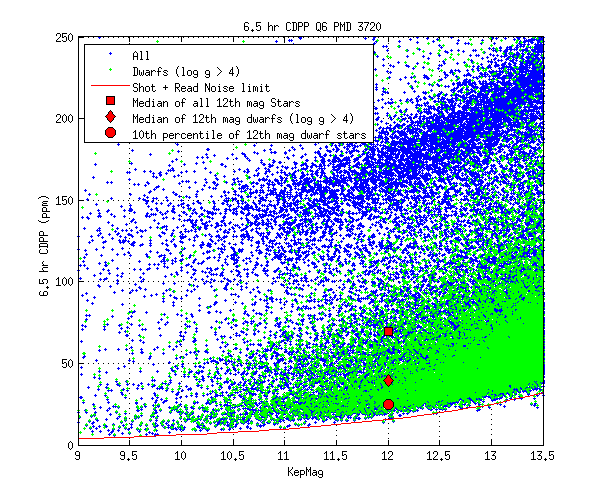 6.5 hr CDPP Q6 PMD 3720
250
200
150
100
50
0
6.5 hr CDPP (ppm)
All
Dwarfs (log g > 4)
Shot + Read Noise limit
Median of all 12th mag Stars
Median of 12th mag dwarfs (log g > 4)
10th percentile of 12th mag dwarf stars
9 9.5 10 10.5 11 11.5 12 12.5 13 13.5
KepMag